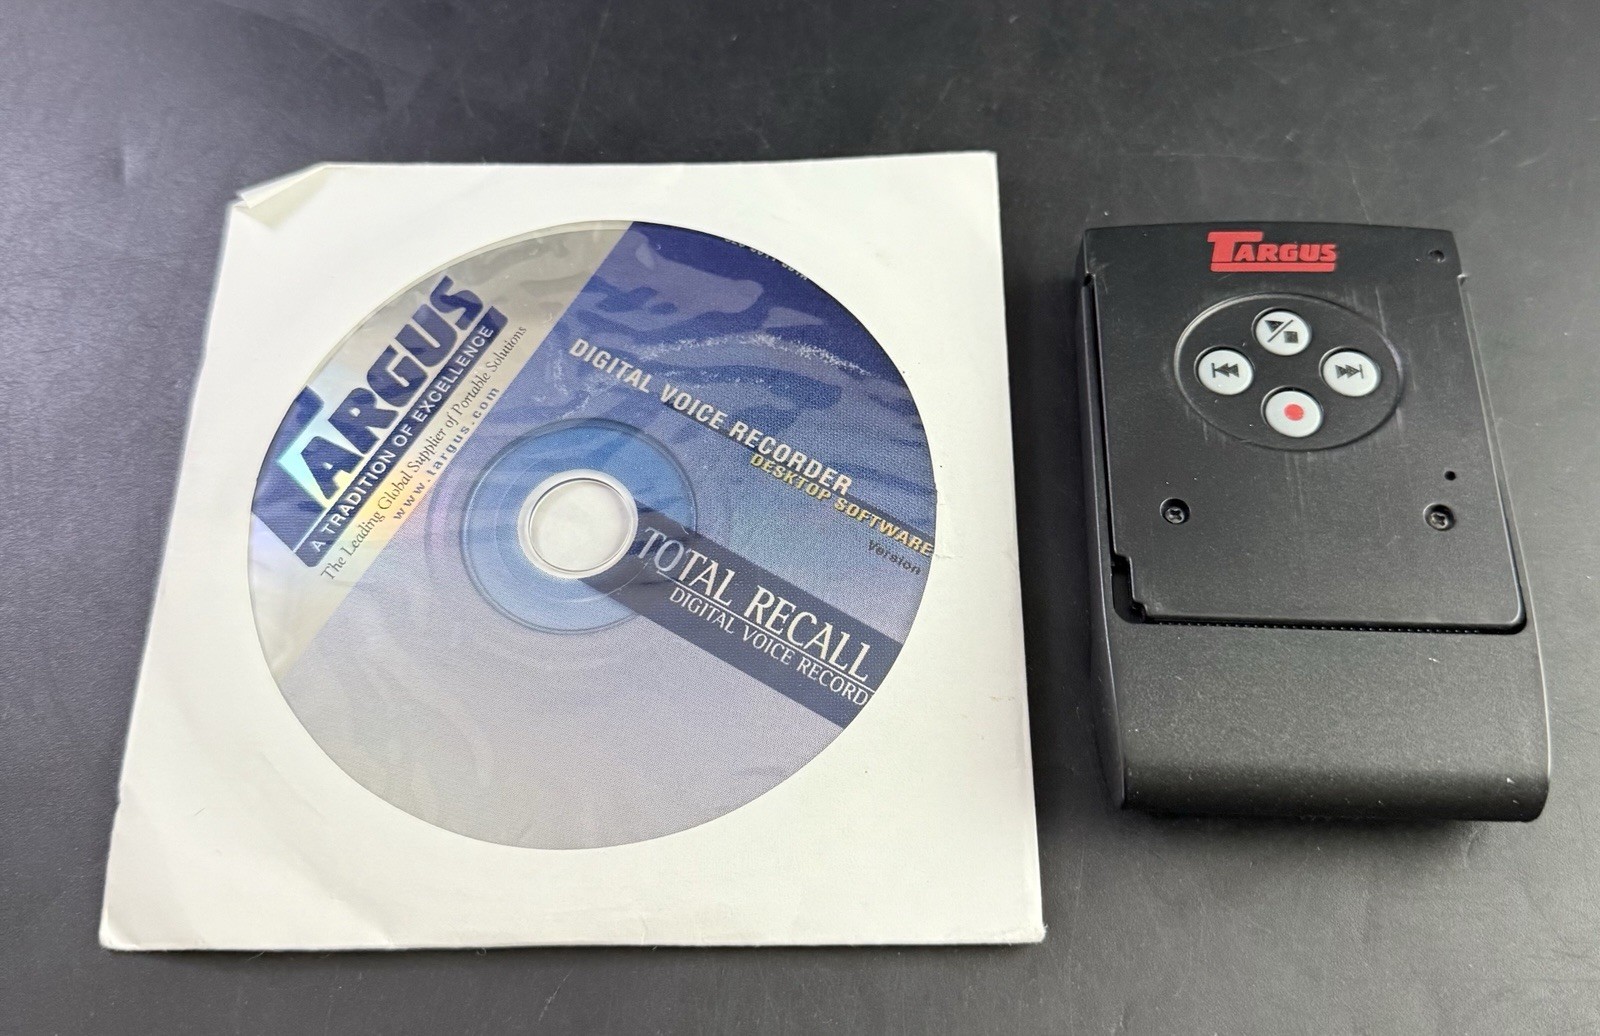 TARGUS
A TRADITION OF EXCELLENCE
The Leading Global Supplier of Portable Solutions
www.targus.com
DIGITAL VOICE RECORDER
DESKTOP SOFTWARE
Version
TOTAL RECALL
DIGITAL VOICE RECORD
TARGUS